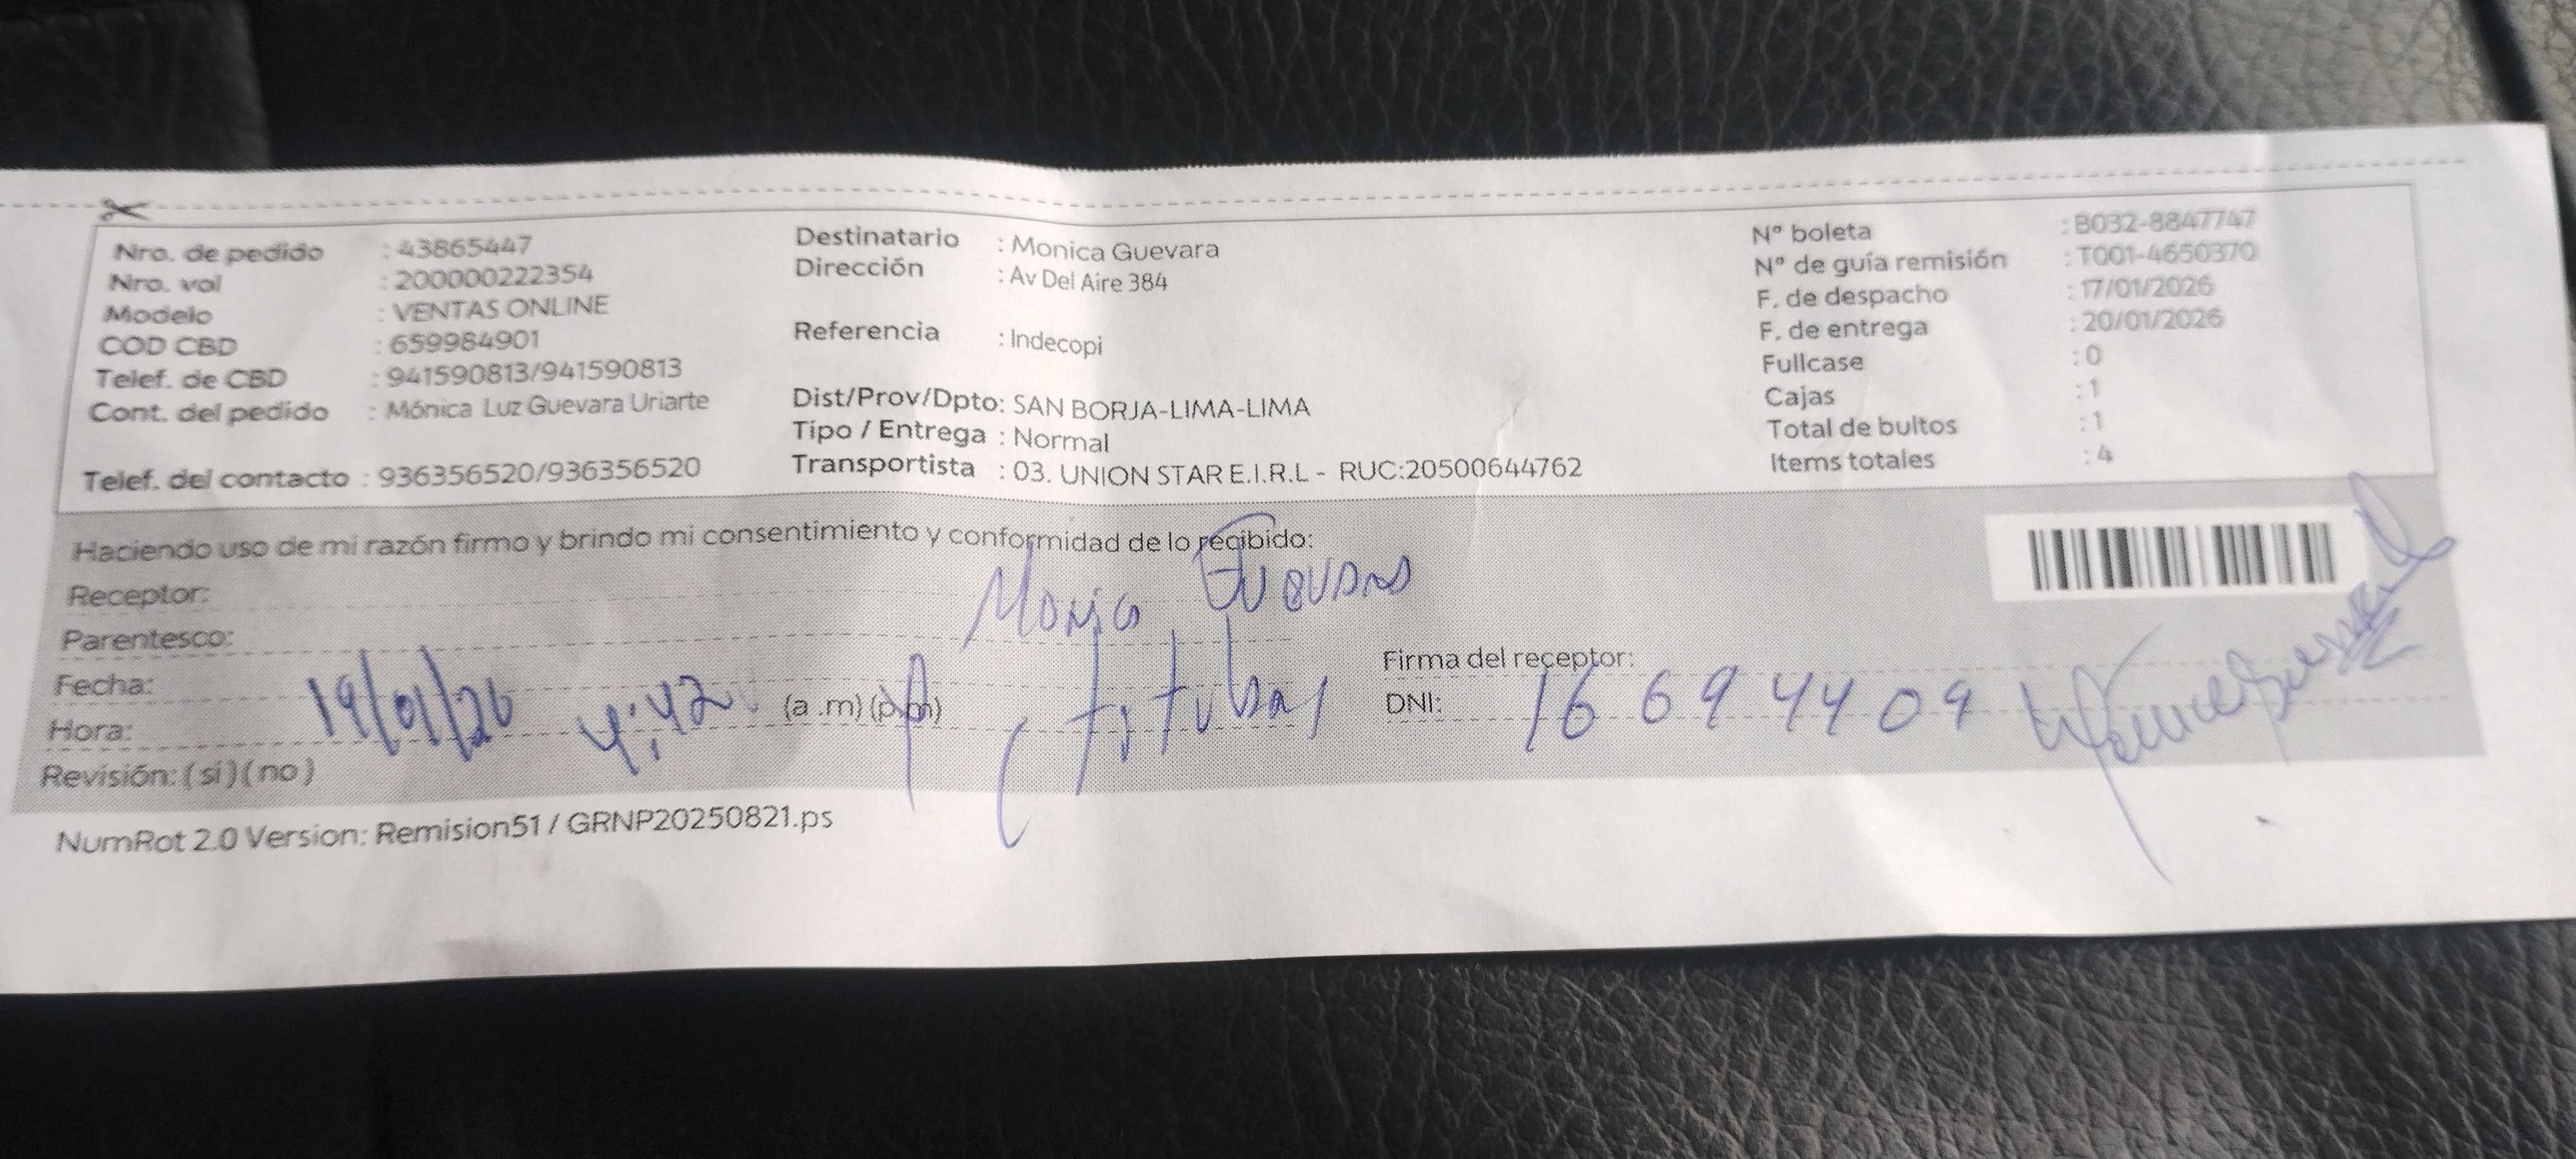 Nro. de pedido : 43865447
Nro. val : 200000222354
Modelo : VENTAS ONLINE
COD CBD : 659984901
Telef. de CBD : 941590813/941590813
Cont. del pedido : Mónica Luz Guevara Uriarte
Telef. del contacto : 936356520/936356520
Destinatario : Monica Guevara
Dirección : Av Del Aire 384
Referencia : Indecopi
Dist/Prov/Dpto: SAN BORJA-LIMA-LIMA
Tipo / Entrega : Normal
Transportista : 03. UNION STAR E.I.R.L - RUC:20500644762
Nº boleta : B032-8847747
Nº de guía remisión : T001-4650370
F. de despacho : 17/01/2026
F. de entrega : 20/01/2026
Fullcase : 0
Cajas : 1
Total de bultos : 1
Items totales : 4
Haciendo uso de mi razón firmo y brindo mi consentimiento y conformidad de lo recibido:
Receptor: Monica Guevara
Parentesco: titular
Fecha: 19/01/26
Hora: 4:42 (a .m) (p.m)
Revisión: (si) (no)
Firma del receptor:
DNI: 16694409
NumRot 2.0 Version: Remision51 / GRNP20250821.ps